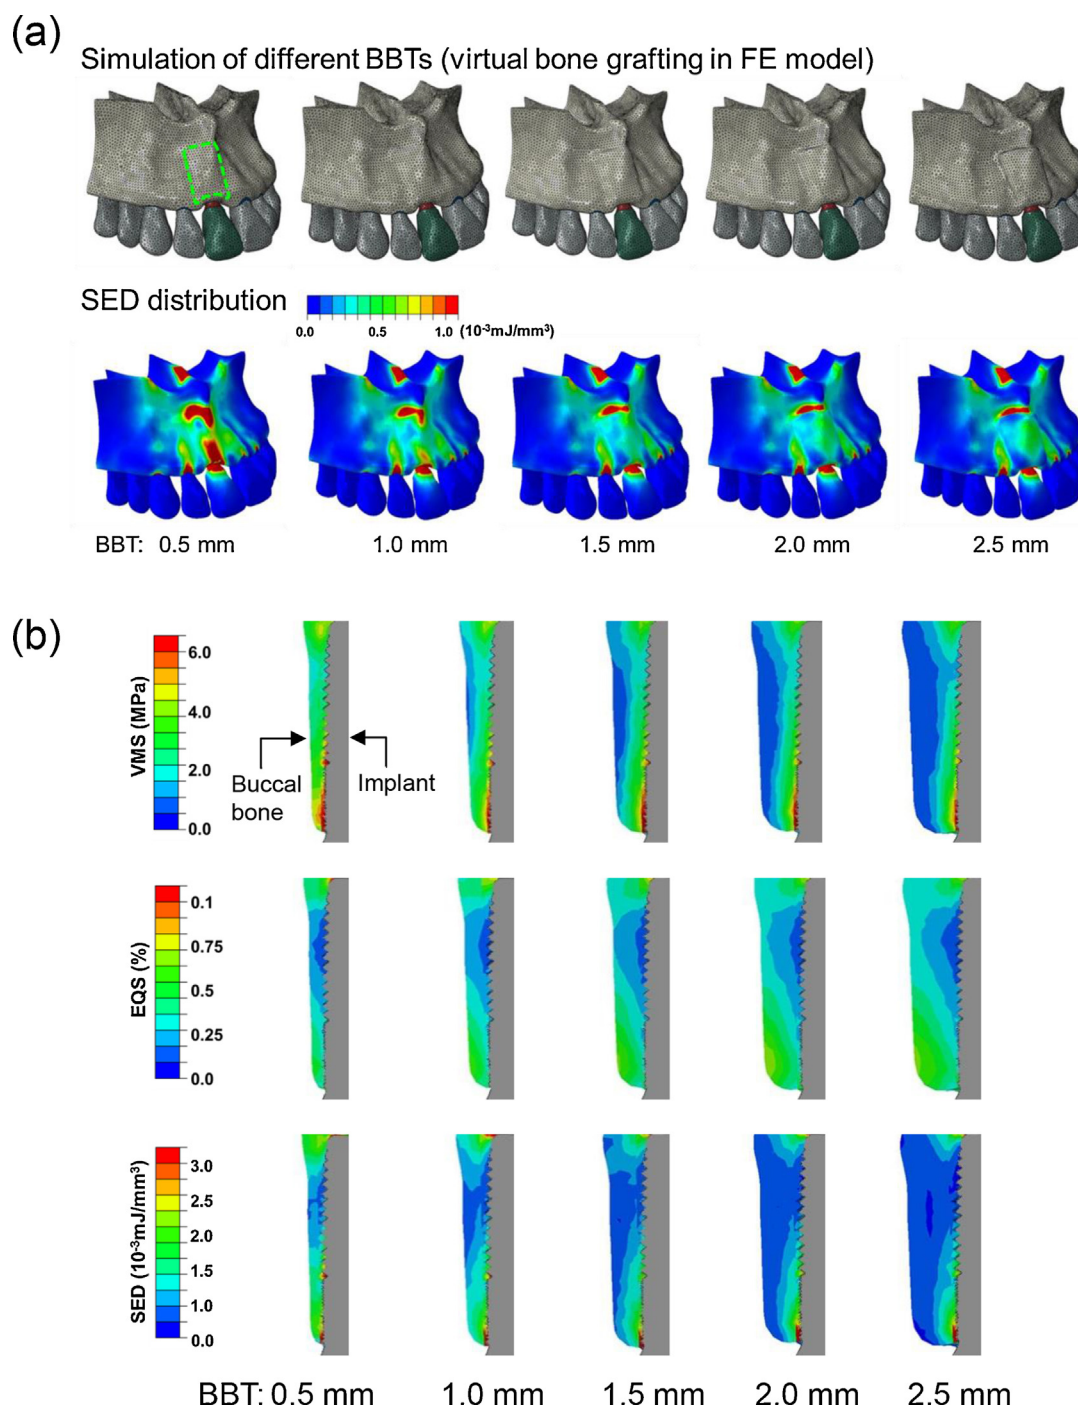 (a)
Simulation of different BBTs (virtual bone grafting in FE model)
SED distribution
0.0 0.5 1.0 (10-3mJ/mm3)
BBT: 0.5 mm 1.0 mm 1.5 mm 2.0 mm 2.5 mm
(b)
VMS (MPa)
6.0
4.0
2.0
0.0
Buccal
bone
Implant
EQS (%)
0.1
0.75
0.5
0.25
0.0
SED (10-3mJ/mm3)
3.0
2.5
2.0
1.5
1.0
0.0
BBT: 0.5 mm 1.0 mm 1.5 mm 2.0 mm 2.5 mm